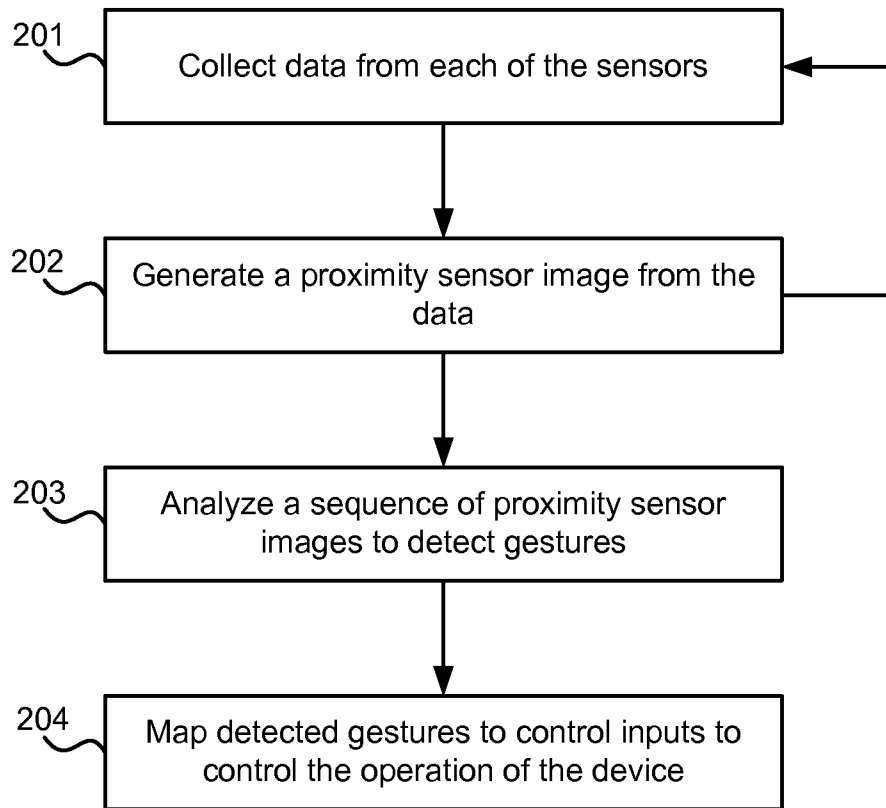 201
Collect data from each of the sensors
202
Generate a proximity sensor image from the
data
203
Analyze a sequence of proximity sensor
images to detect gestures
204
Map detected gestures to control inputs to
control the operation of the device